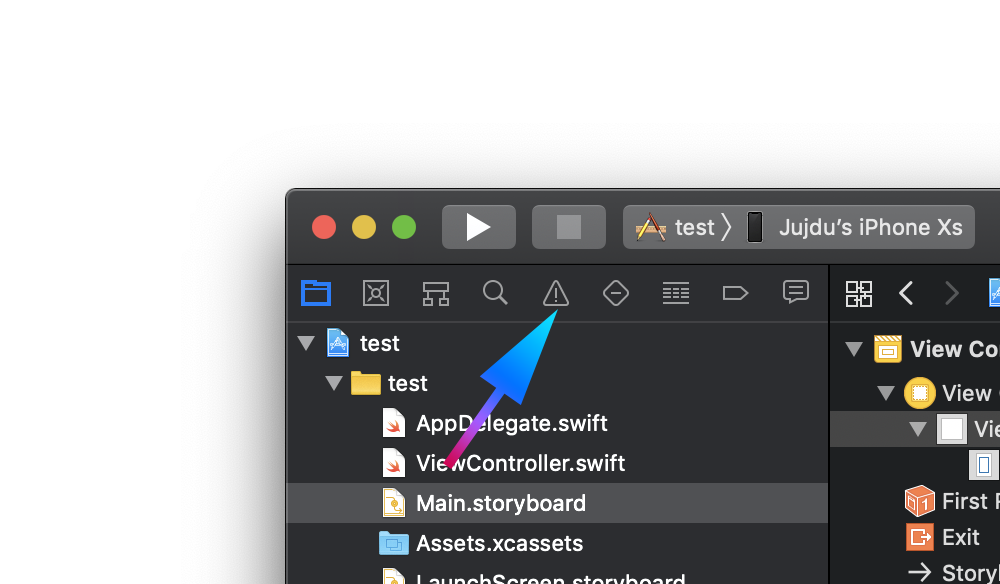 test
Jujdu’s iPhone Xs
test
test
AppDelegate.swift
ViewController.swift
Main.storyboard
Assets.xcassets
LaunchScreen.storyboard
View Co
View
Vie
First
Exit
Story